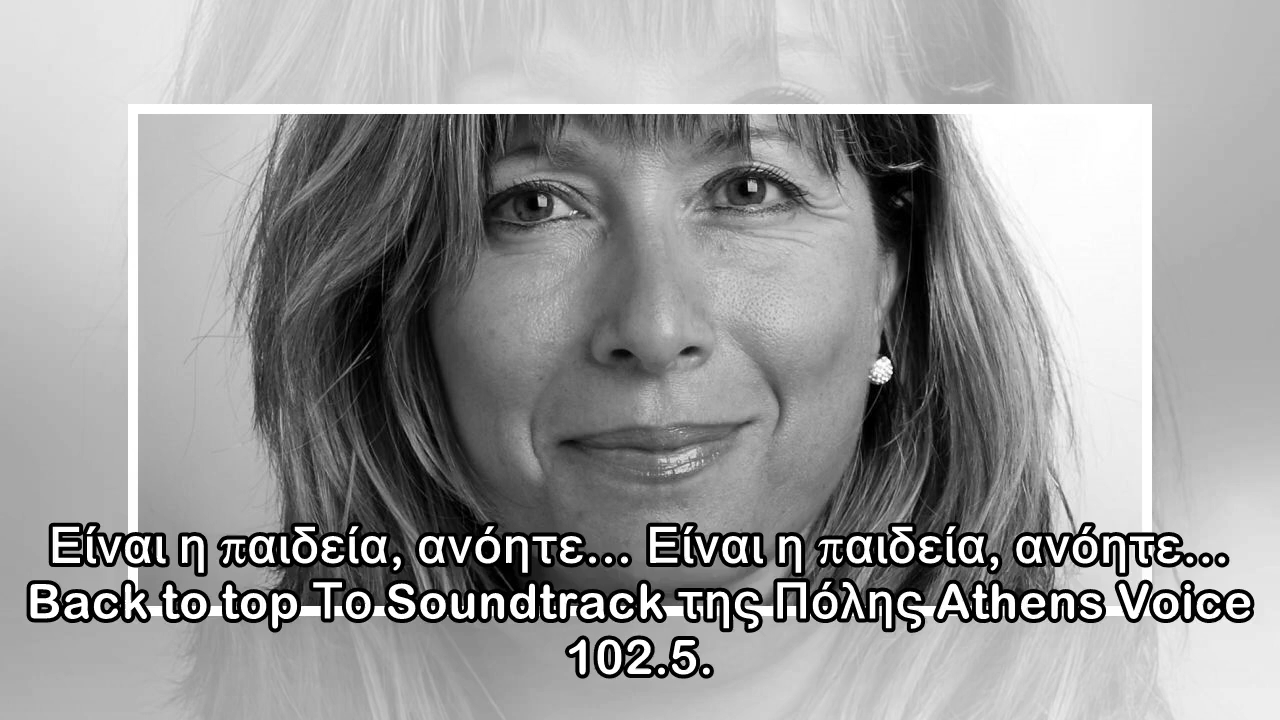 Είναι η παιδεία, ανόητε... Είναι η παιδεία, ανόητε...
Back to top Το Soundtrack της Πόλης Athens Voice
102.5.